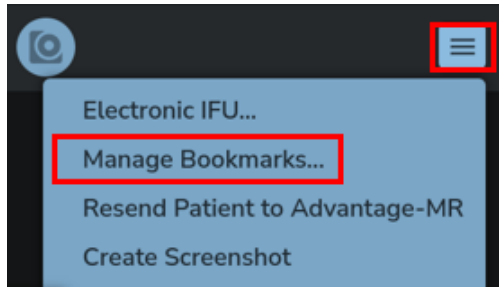 Electronic IFU...
Manage Bookmarks...
Resend Patient to Advantage-MR
Create Screenshot